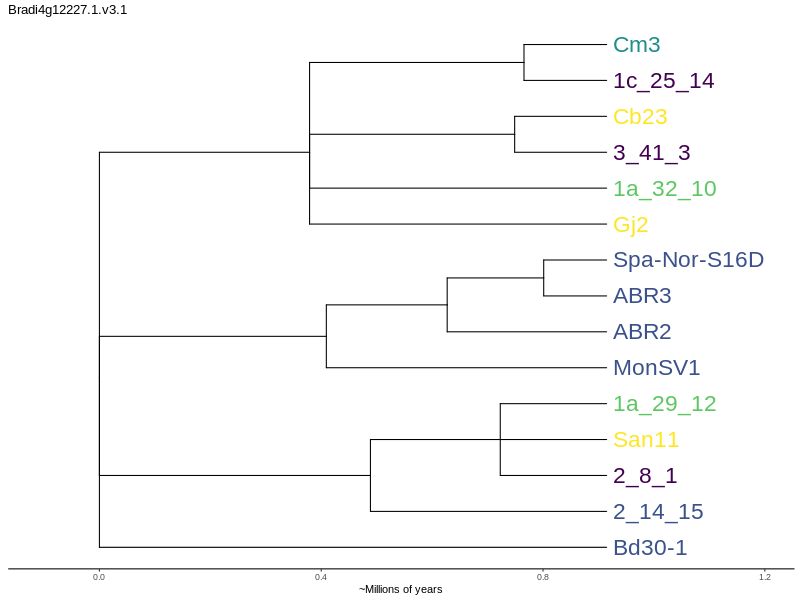 Bradi4g12227.1.v3.1
Cm3
1c_25_14
Cb23
3_41_3
1a_32_10
Gj2
Spa-Nor-S16D
ABR3
ABR2
MonSV1
1a_29_12
San11
2_8_1
2_14_15
Bd30-1
0.0 0.4 0.8 1.2
~Millions of years